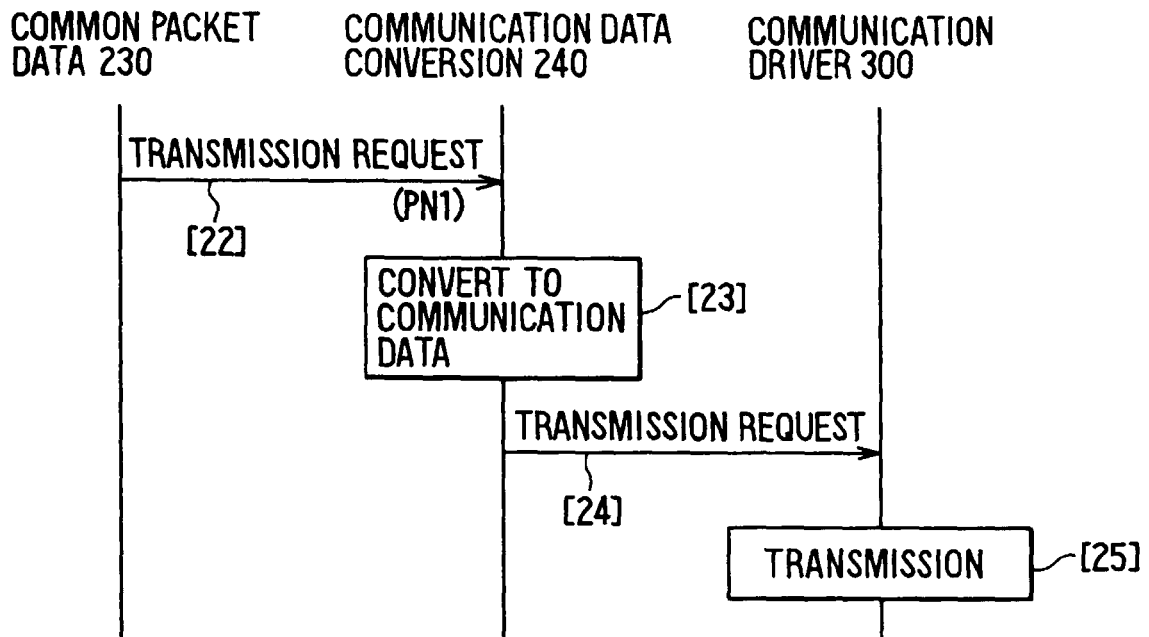 COMMON PACKET
DATA 230
COMMUNICATION DATA
CONVERSION 240
COMMUNICATION
DRIVER 300
TRANSMISSION REQUEST
(PN1)
[22]
CONVERT TO
COMMUNICATION
DATA
[23]
TRANSMISSION REQUEST
[24]
TRANSMISSION
[25]